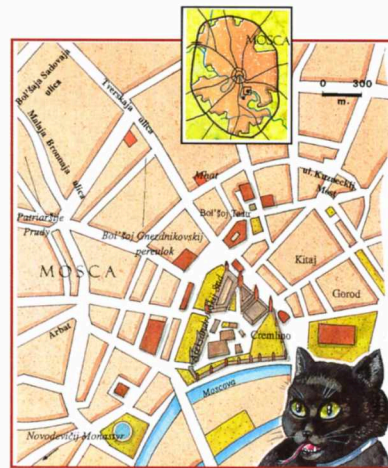 MOSCA
0 300
m.
Bol'šaja Sadovaja
ulica
Tverskaja ulica
Malaja Bronnaja
ulica
Mhat
ul. Kuzneckij
Most
Patriaršie
Prudy
Bol'šoj
Bol'šoj Gnezdnikovskij
pereulok
MOSCA
Kitaj
Gorod
Cremlino
Arbat
Moscova
Novodevičij Monastyr